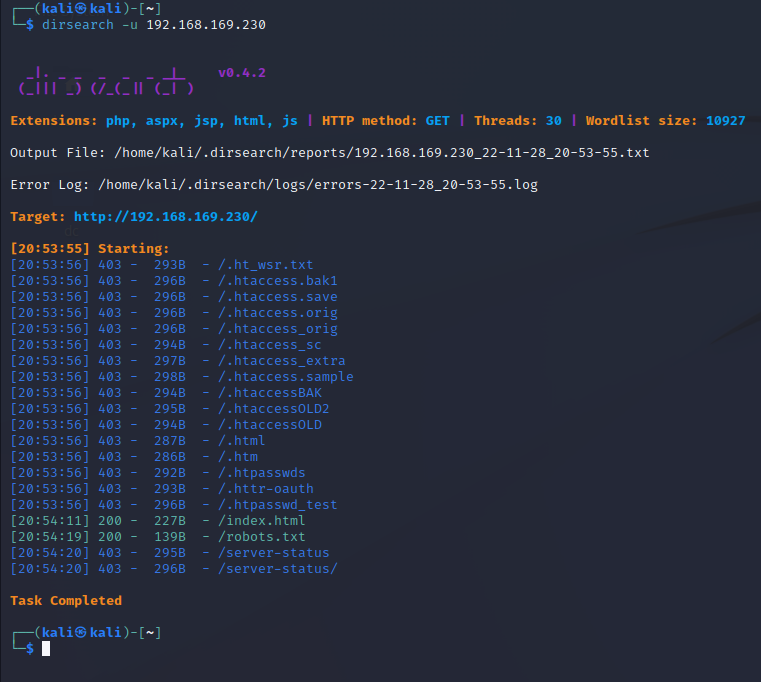 ┌──(kali㉿kali)-[~]
└─$ dirsearch -u 192.168.169.230
_|. _ _  _  _  _ _|_    v0.4.2
(_||| _) (/_(_|| (_| )
Extensions: php, aspx, jsp, html, js | HTTP method: GET | Threads: 30 | Wordlist size: 10927
Output File: /home/kali/.dirsearch/reports/192.168.169.230_22-11-28_20-53-55.txt
Error Log: /home/kali/.dirsearch/logs/errors-22-11-28_20-53-55.log
Target: http://192.168.169.230/
[20:53:55] Starting:
[20:53:56] 403 -  293B  - /.ht_wsr.txt
[20:53:56] 403 -  296B  - /.htaccess.bak1
[20:53:56] 403 -  296B  - /.htaccess.save
[20:53:56] 403 -  296B  - /.htaccess.orig
[20:53:56] 403 -  296B  - /.htaccess_orig
[20:53:56] 403 -  294B  - /.htaccess_sc
[20:53:56] 403 -  297B  - /.htaccess_extra
[20:53:56] 403 -  298B  - /.htaccess.sample
[20:53:56] 403 -  294B  - /.htaccessBAK
[20:53:56] 403 -  295B  - /.htaccessOLD2
[20:53:56] 403 -  294B  - /.htaccessOLD
[20:53:56] 403 -  287B  - /.html
[20:53:56] 403 -  286B  - /.htm
[20:53:56] 403 -  292B  - /.htpasswds
[20:53:56] 403 -  293B  - /.httr-oauth
[20:53:56] 403 -  296B  - /.htpasswd_test
[20:54:11] 200 -  227B  - /index.html
[20:54:19] 200 -  139B  - /robots.txt
[20:54:20] 403 -  295B  - /server-status
[20:54:20] 403 -  296B  - /server-status/
Task Completed
┌──(kali㉿kali)-[~]
└─$